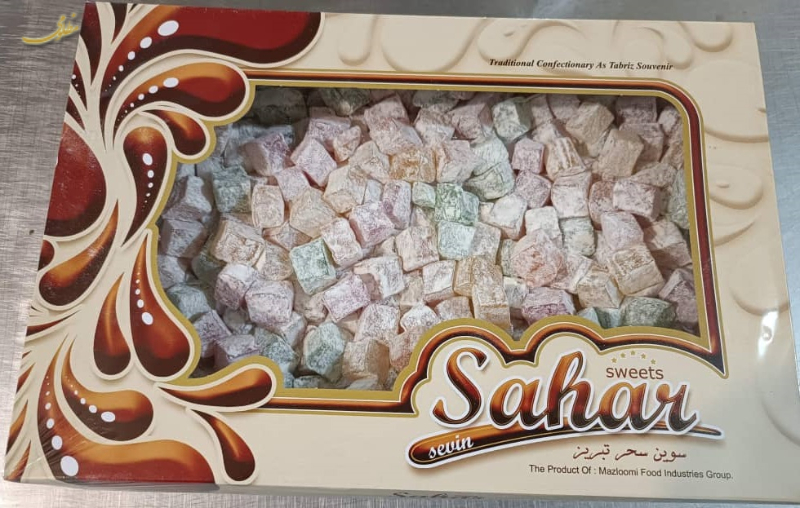 Traditional Confectionary As Tabriz Souvenir
sweets
Sahar
sevin
سوین سحر تبریز
The Product Of : Mazloomi Food Industries Group.